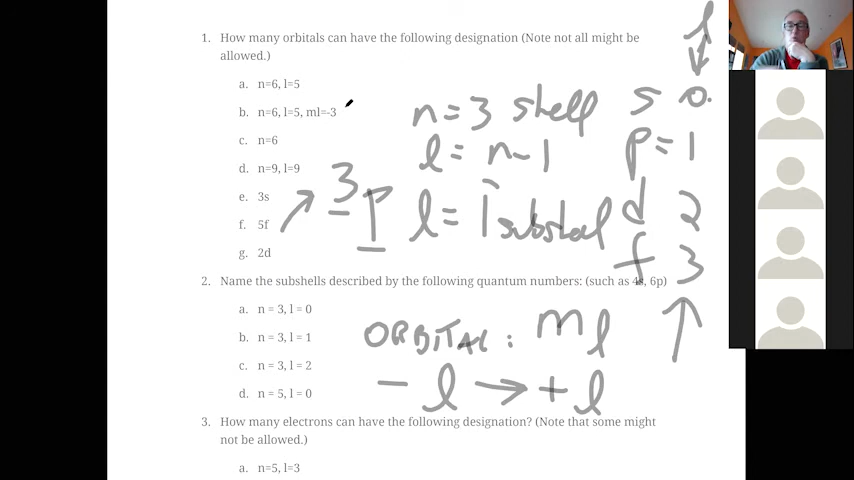 1. How many orbitals can have the following designation (Note not all might be
allowed.)
a. n=6, l=5
b. n=6, l=5, ml=-3
c. n=6
d. n=9, l=9
e. 3s
f. 5f
g. 2d
n=3 shell
l = n-1
l = 1 subshell
3p
l
s 0.
p=1
d 2
f 3
2. Name the subshells described by the following quantum numbers: (such as 4s, 6p)
a. n = 3, l = 0
b. n = 3, l = 1
c. n = 3, l = 2
d. n = 5, l = 0
ORBITAL: ml
- l → + l
3. How many electrons can have the following designation? (Note that some might
not be allowed.)
a. n=5, l=3